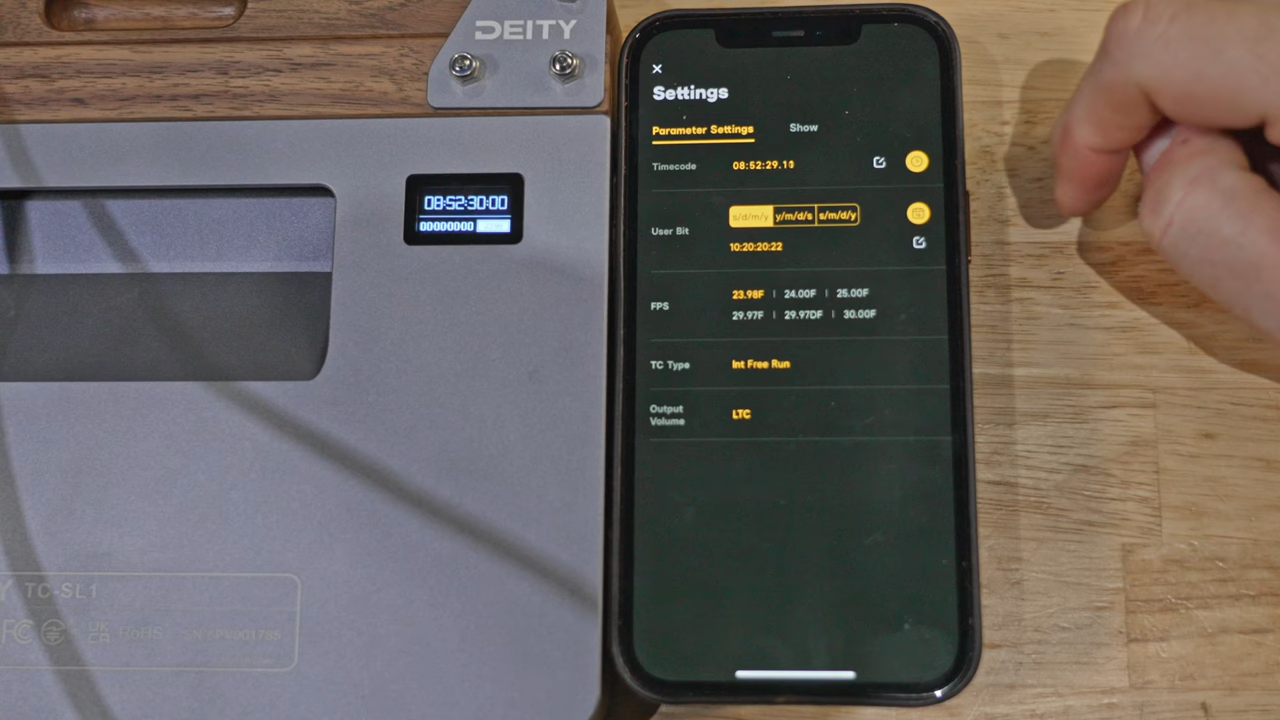 DEITY
08:52:30:00
00000000
TC-SL1
FC
UK CA
RoHS
Settings
Parameter Settings
Show
Timecode
08:52:29.
User Bit
s/d/m/y
y/m/d/s
s/m/d/y
10:20:20:22
FPS
23.98F | 24.00F | 25.00F
29.97F | 29.97DF | 30.00F
TC Type
Int Free Run
Output
Volume
LTC